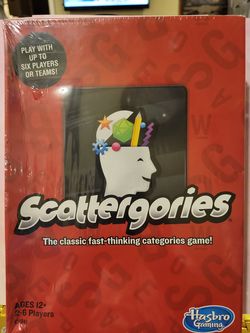 PLAY WITH
UP TO
SIX PLAYERS
OR TEAMS!
Scattergories
The classic fast-thinking categories game!
AGES 12+
2-6 Players
Hasbro
Gaming